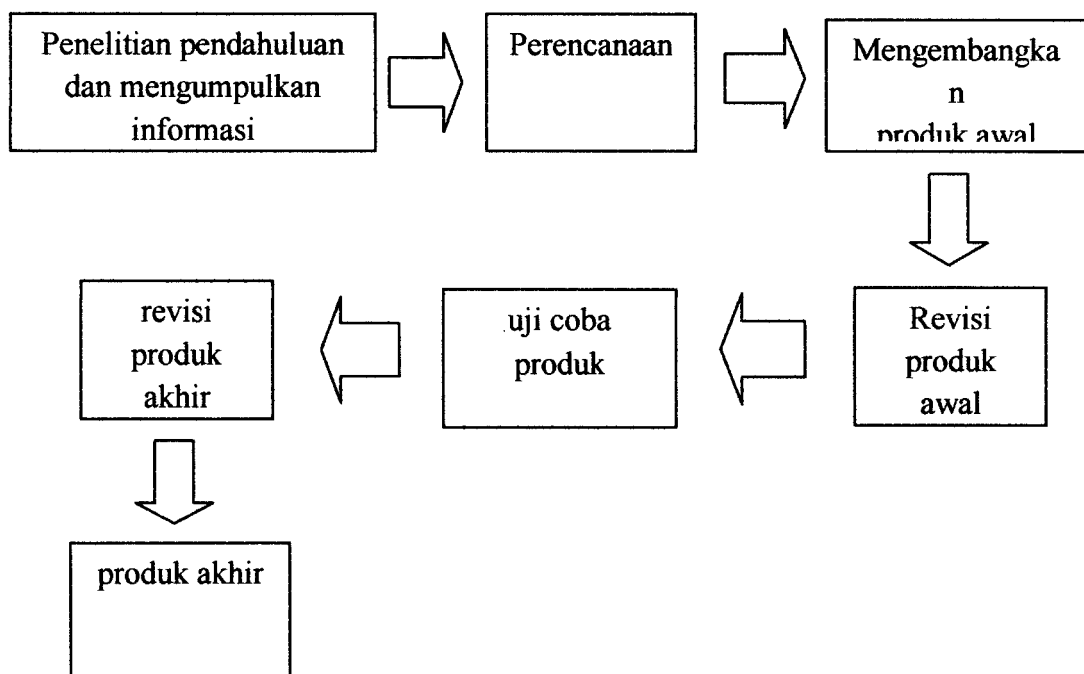 Penelitian pendahuluan
dan mengumpulkan
informasi
Perencanaan
Mengembangka
n
produk awal
Revisi
produk
awal
uji coba
produk
revisi
produk
akhir
produk akhir